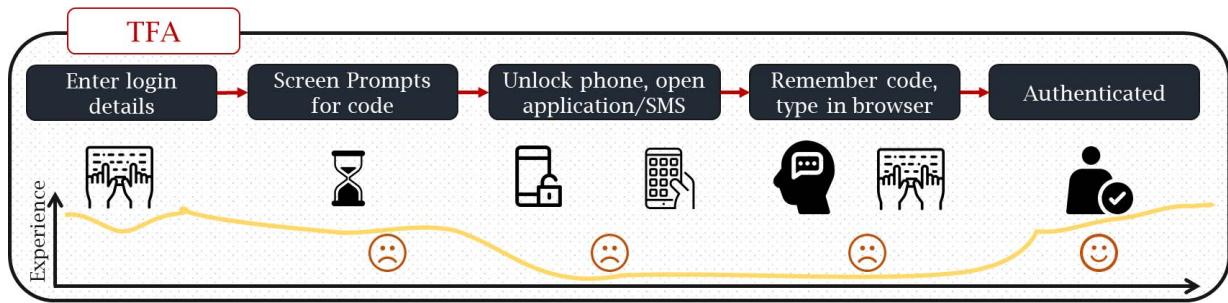 TFA
Enter login
details
Screen Prompts
for code
Unlock phone, open
application/SMS
Remember code,
type in browser
Authenticated
Experience